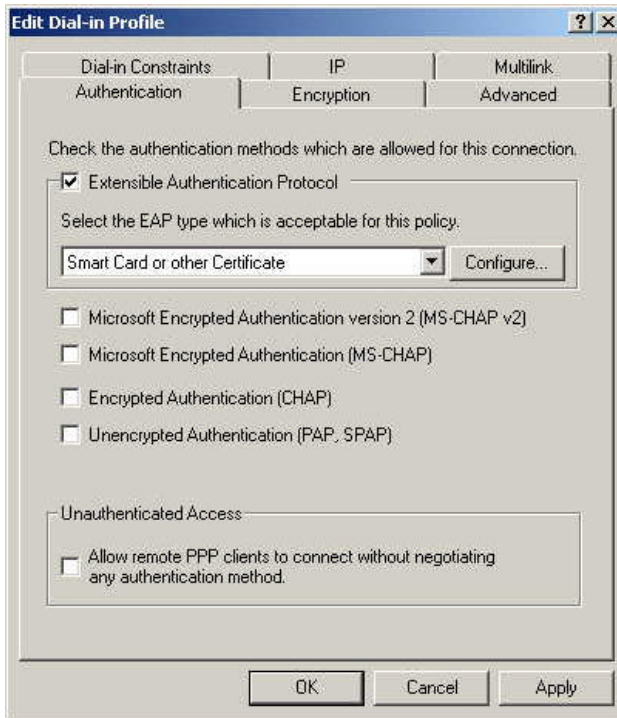 Edit Dial-in Profile
Dial-in Constraints IP Multilink
Authentication Encryption Advanced
Check the authentication methods which are allowed for this connection.
Extensible Authentication Protocol
Select the EAP type which is acceptable for this policy.
Smart Card or other Certificate Configure...
Microsoft Encrypted Authentication version 2 (MS-CHAP v2)
Microsoft Encrypted Authentication (MS-CHAP)
Encrypted Authentication (CHAP)
Unencrypted Authentication (PAP, SPAP)
Unauthenticated Access
Allow remote PPP clients to connect without negotiating
any authentication method.
OK Cancel Apply